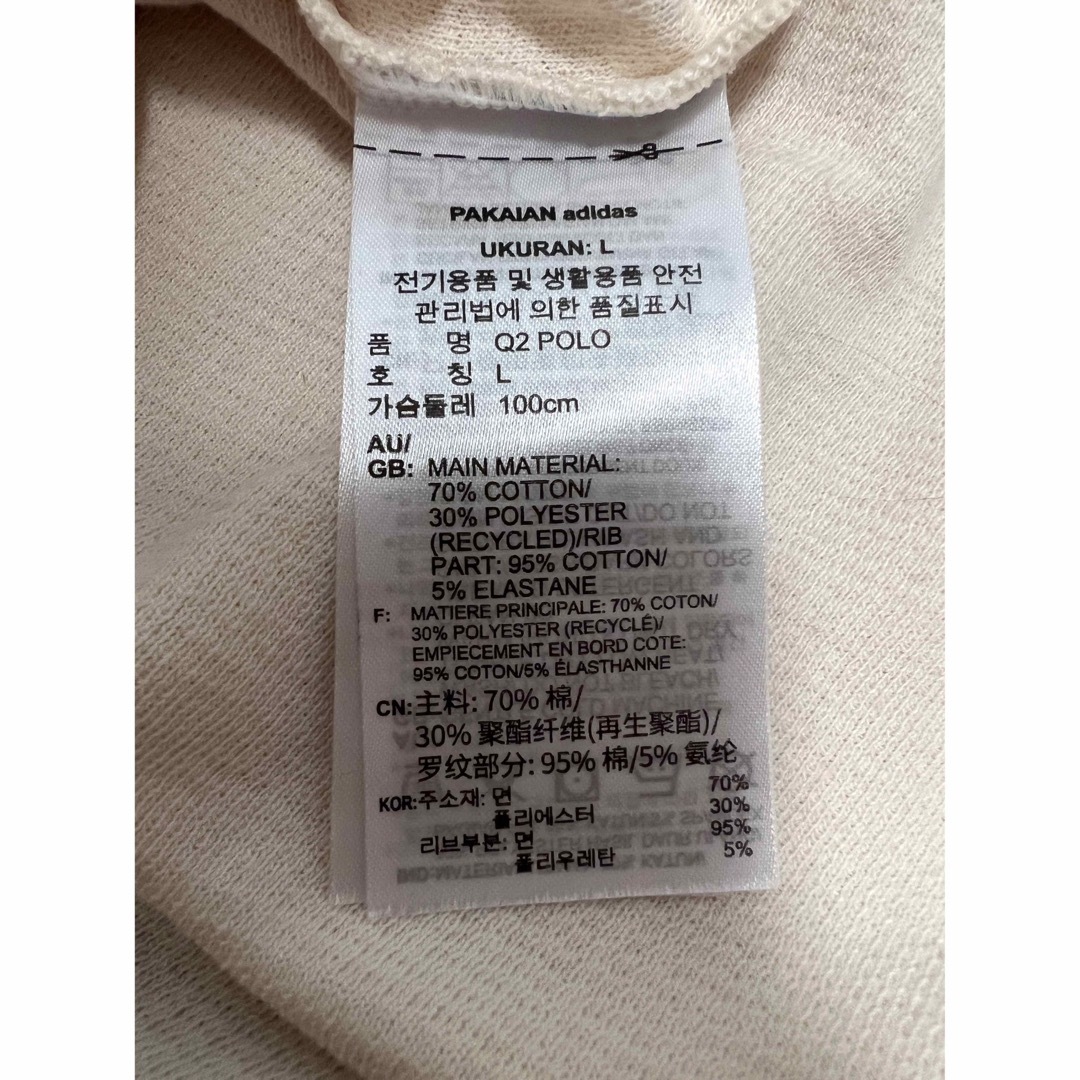 PAKAIAN adidas
UKURAN: L
전기용품 및 생활용품 안전
관리법에 의한 품질표시
품 명 Q2 POLO
호 칭 L
가슴둘레 100cm
AU/
GB: MAIN MATERIAL:
70% COTTON/
30% POLYESTER
(RECYCLED)/RIB
PART: 95% COTTON/
5% ELASTANE
F: MATIERE PRINCIPALE: 70% COTON/
30% POLYESTER (RECYCLÉ)/
EMPIECEMENT EN BORD COTE:
95% COTON/5% ÉLASTHANNE
CN:主料: 70% 棉/
30% 聚酯纤维(再生聚酯)/
罗纹部分: 95% 棉/5% 氨纶
KOR:주소재: 면 70%
폴리에스터 30%
리브부분: 면 95%
폴리우레탄 5%